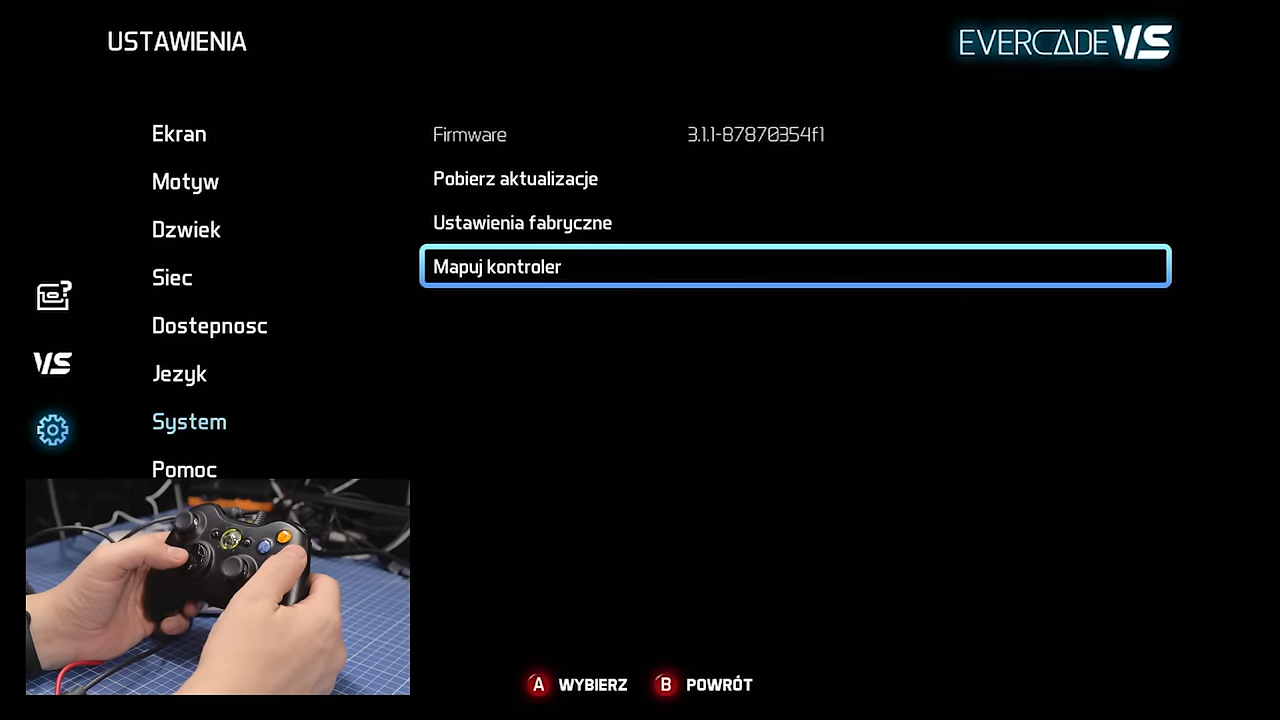 USTAWIENIA
EVERCADE VS
Ekran
Motyw
Dzwiek
Siec
Dostepnosc
Jezyk
System
Pomoc
VS
Firmware 3.1.1-87870354f1
Pobierz aktualizacje
Ustawienia fabryczne
Mapuj kontroler
A WYBIERZ B POWRÓT